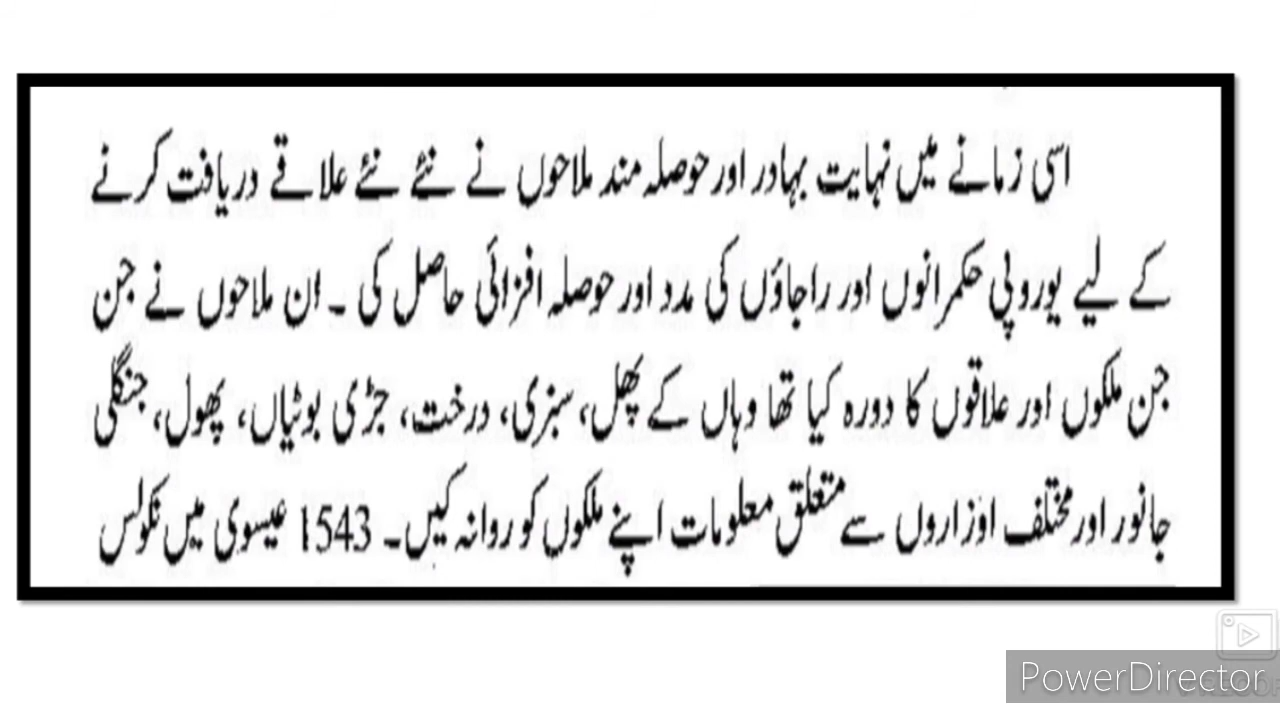 اسی زمانے میں نہایت بہادر اور حوصلہ مند ملاحوں نے نئے نئے علاقے دریافت کرنے
کے لیے یوروپی حکمرانوں اور راجاؤں کی مدد اور حوصلہ افزائی حاصل کی ۔ ان ملاحوں نے جن
جن ملکوں اور علاقوں کا دورہ کیا تھا وہاں کے پھل، سبزی، درخت، جڑی بوٹیاں، پھول، جنگلی
جانور اور مختلف اوزاروں سے متعلق معلومات اپنے ملکوں کو روانہ کیں۔ 1543 عیسوی میں نکولس
PowerDirector